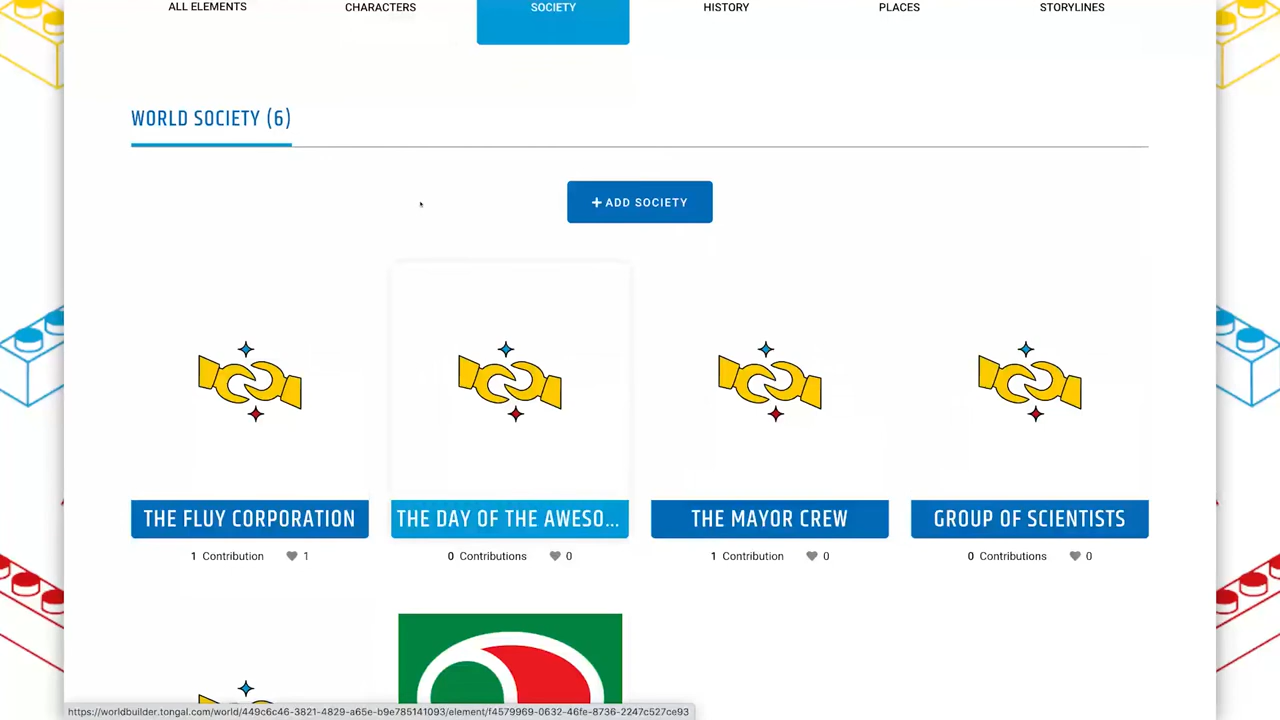 ALL ELEMENTS CHARACTERS SOCIETY HISTORY PLACES STORYLINES
WORLD SOCIETY (6)
+ ADD SOCIETY
THE FLUY CORPORATION THE DAY OF THE AWESO... THE MAYOR CREW GROUP OF SCIENTISTS
1 Contribution 1 0 Contributions 0 1 Contribution 0 0 Contributions 0
https://worldbuilder.tongal.com/world/449c6c46-3821-4829-a65e-b9e785141093/element/f4579969-0632-46fe-8736-2247c527ce93